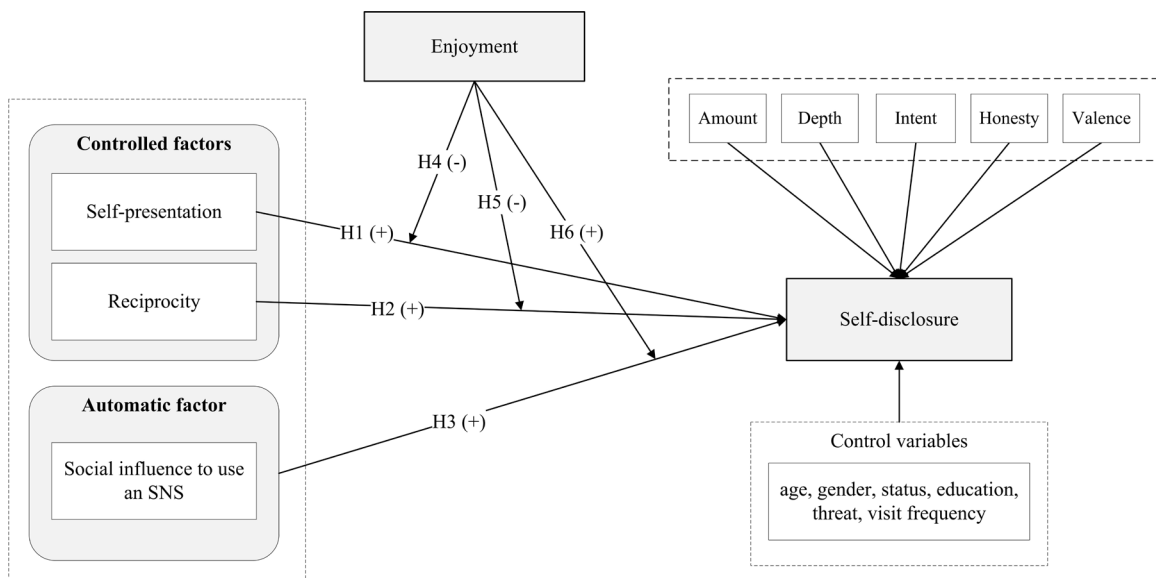 Enjoyment
Amount
Depth
Intent
Honesty
Valence
Controlled factors
Self-presentation
Reciprocity
H4 (-)
H5 (-)
H6 (+)
H1 (+)
H2 (+)
H3 (+)
Self-disclosure
Automatic factor
Social influence to use
an SNS
Control variables
age, gender, status, education,
threat, visit frequency